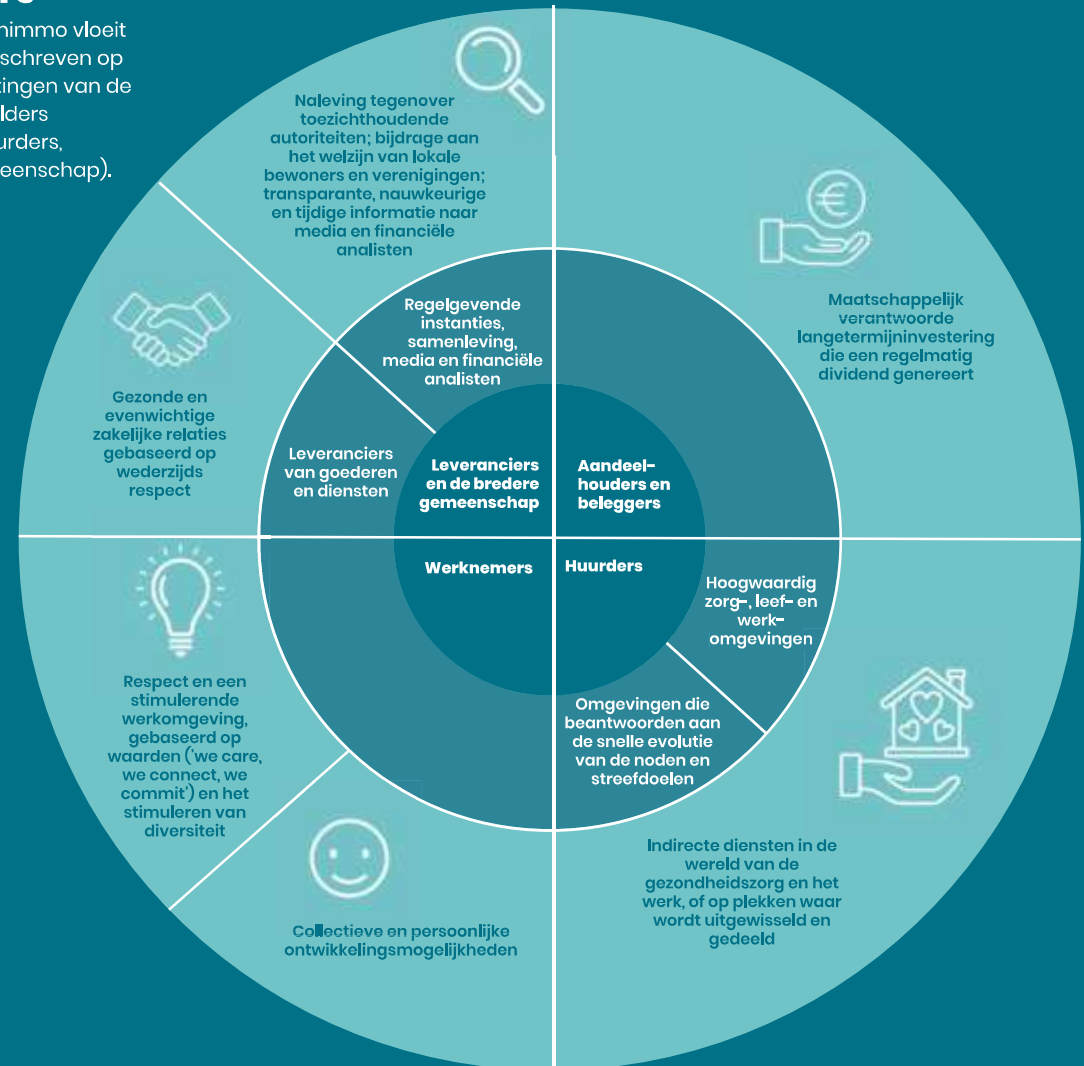 schreven op
tingen van de
Naleving tegenover
toezichthoudende
autoriteiten; bijdrage aan
het welzijn van lokale
bewoners en verenigingen;
transparante, nauwkeurige
en tijdige informatie naar
media en financiële
analisten
Regelgevende
instanties,
samenleving,
media en financiële
analisten
Gezonde en
evenwichtige
zakelijke relaties
gebaseerd op
wederzijds
respect
Leveranciers
van goederen
en diensten
Leveranciers
en de bredere
gemeenschap
Aandeel-
houders en
beleggers
€
Maatschappelijk
verantwoorde
langetermijninvestering
die een regelmatig
dividend genereert
Werknemers
Huurders
Hoogwaardig
zorg-, leef- en
werk-
omgevingen
Omgevingen die
beantwoorden aan
de snelle evolutie
van de noden en
streefdoelen
Respect en een
stimulerende
werkomgeving,
gebaseerd op
waarden ('we care,
we connect, we
commit') en het
stimuleren van
diversiteit
Collectieve en persoonlijke
ontwikkelingsmogelijkheden
Indirecte diensten in de
wereld van de
gezondheidszorg en het
werk, of op plekken waar
wordt uitgewisseld en
gedeeld